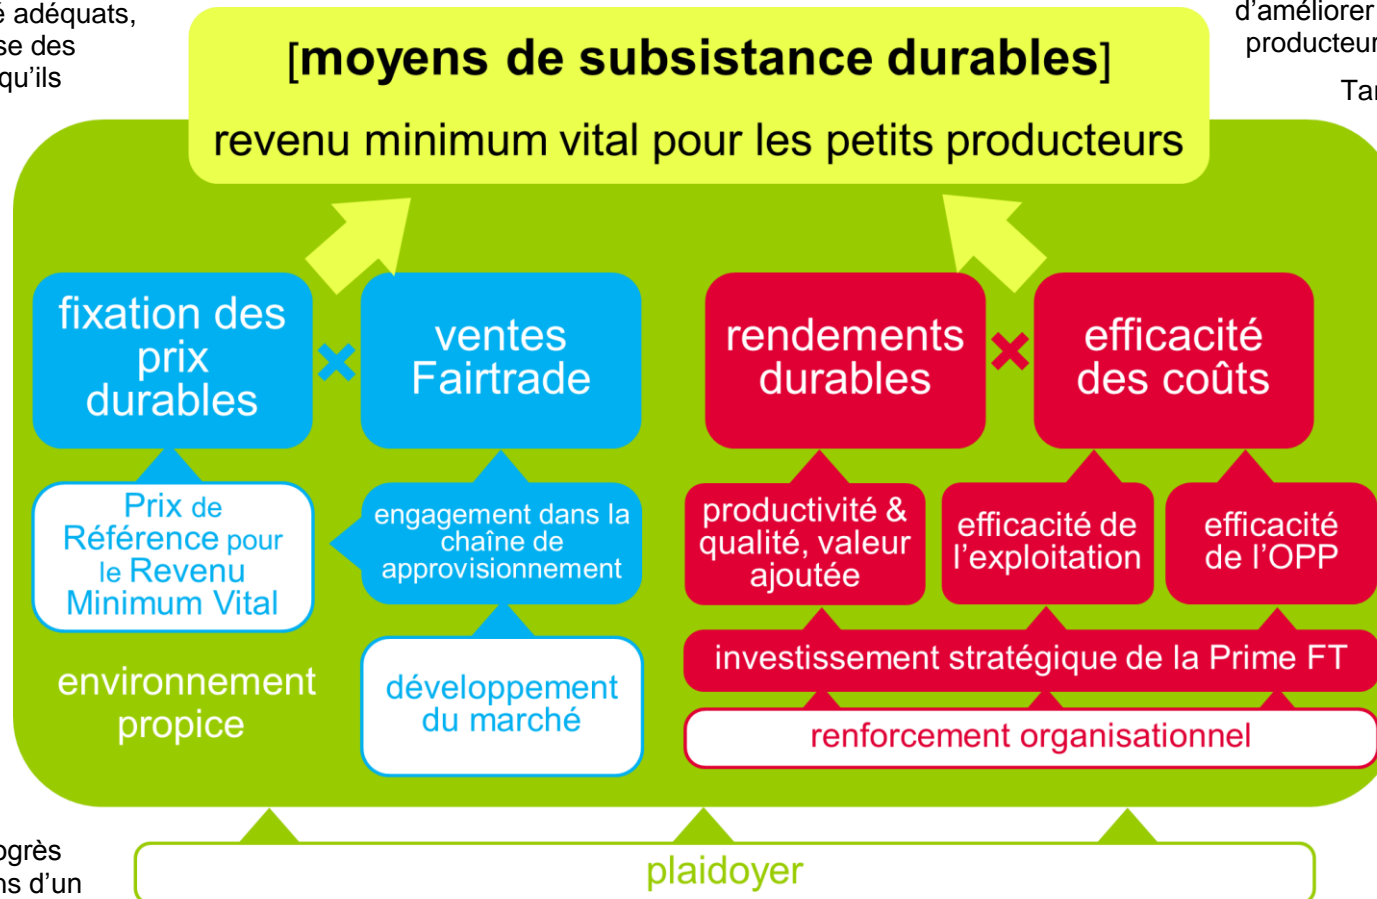 é adéquats,
se des
qu'ils
d'améliorer
producteur
Tar
[moyens de subsistance durables]
revenu minimum vital pour les petits producteurs
fixation des
prix
durables
ventes
Fairtrade
rendements
durables
efficacité
des coûts
Prix de
Référence pour
le Revenu
Minimum Vital
engagement dans la
chaîne de
approvisionnement
productivité &
qualité, valeur
ajoutée
efficacité de
l'exploitation
efficacité
de l'OPP
investissement stratégique de la Prime FT
environnement
propice
développement
du marché
renforcement organisationnel
ogrès
ns d'un
plaidoyer